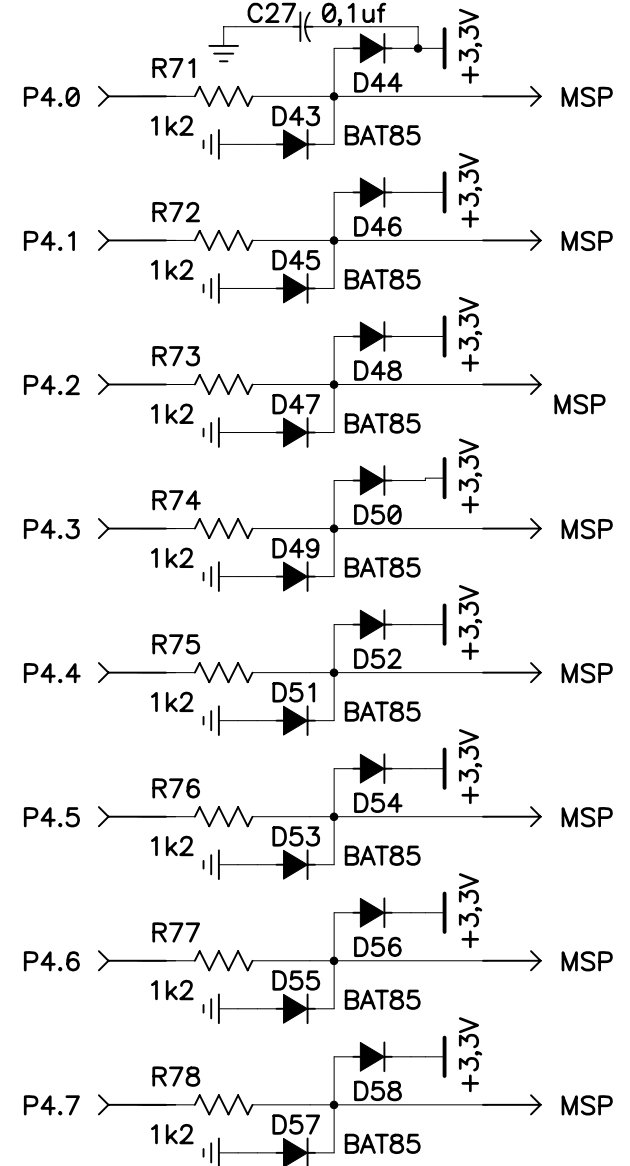 C27 0,1uf
+3,3V
R71
D44
P4.0
MSP
D43
1k2
BAT85
+3,3V
R72
D46
P4.1
MSP
D45
1k2
BAT85
+3,3V
R73
D48
P4.2
MSP
D47
1k2
BAT85
+3,3V
R74
D50
P4.3
MSP
D49
1k2
BAT85
+3,3V
R75
D52
P4.4
MSP
D51
1k2
BAT85
+3,3V
R76
D54
P4.5
MSP
D53
1k2
BAT85
+3,3V
R77
D56
P4.6
MSP
D55
1k2
BAT85
+3,3V
R78
D58
P4.7
MSP
D57
1k2
BAT85